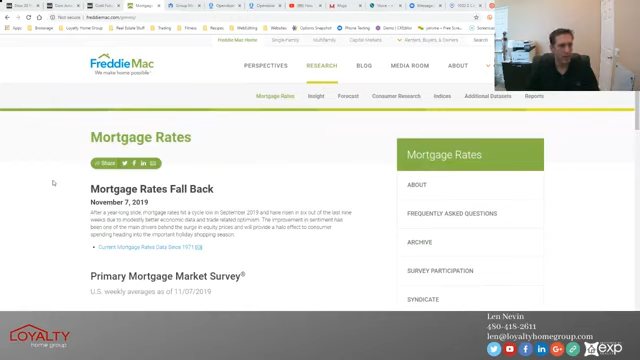 Not secure | freddiemac.com/pmms/
Freddie Mac Home
Single-Family
Multifamily
Capital Markets
Renters, Buyers, & Owners
Search
Freddie Mac
We make home possible
PERSPECTIVES
RESEARCH
BLOG
MEDIA ROOM
ABOUT
Mortgage Rates
Insight
Forecast
Consumer Research
Indices
Additional Datasets
Reports
Mortgage Rates
Share
Mortgage Rates Fall Back
November 7, 2019
After a year-long slide, mortgage rates hit a cycle low in September 2019 and have risen in six out of the last nine
weeks due to modestly better economic data and trade related optimism. The improvement in sentiment has
been one of the main drivers behind the surge in equity prices and will provide a halo effect to consumer
spending heading into the important holiday shopping season.
Current Mortgage Rates Data Since 1971
Primary Mortgage Market Survey®
U.S. weekly averages as of 11/07/2019
Mortgage Rates
ABOUT
FREQUENTLY ASKED QUESTIONS
ARCHIVE
SURVEY PARTICIPATION
SYNDICATE
LOYALTY
home group
Len Nevin
480-418-2611
len@loyaltyhomegroup.com
exp